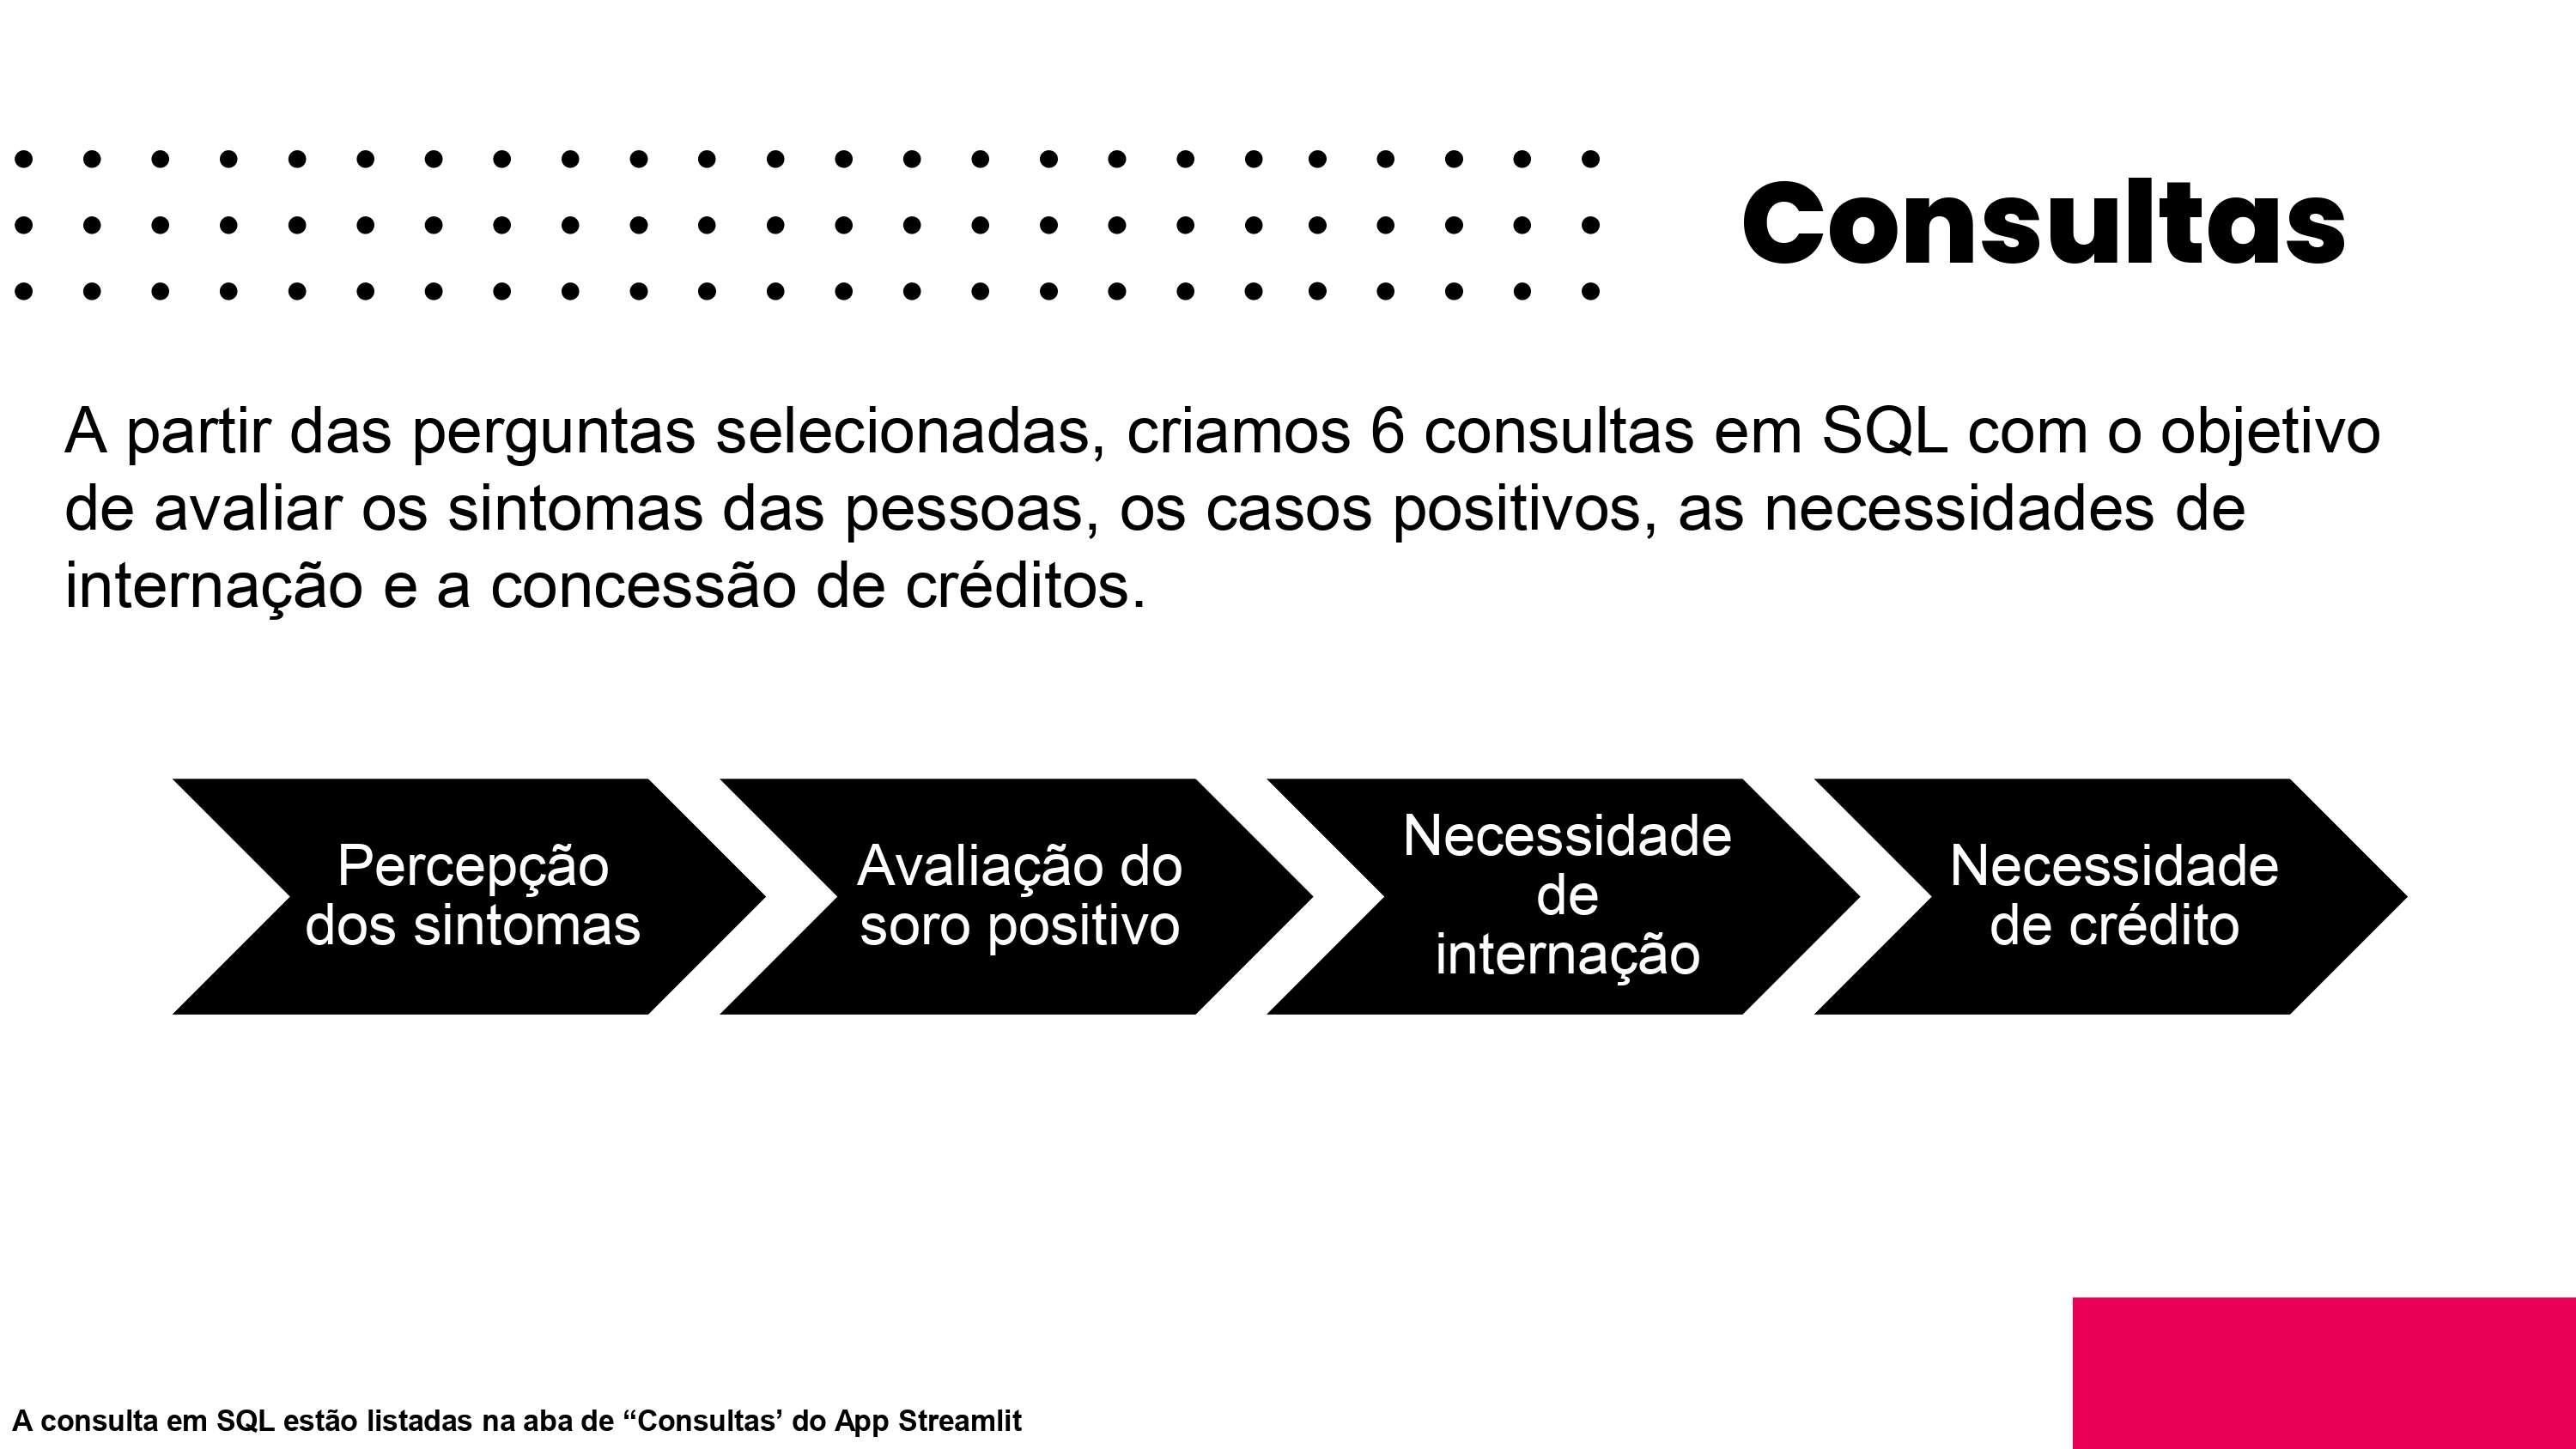 Consultas
A partir das perguntas selecionadas, criamos 6 consultas em SQL com o objetivo
de avaliar os sintomas das pessoas, os casos positivos, as necessidades de
internação e a concessão de créditos.
Percepção
dos sintomas
Avaliação do
soro positivo
Necessidade
de
internação
Necessidade
de crédito
A consulta em SQL estão listadas na aba de “Consultas’ do App Streamlit